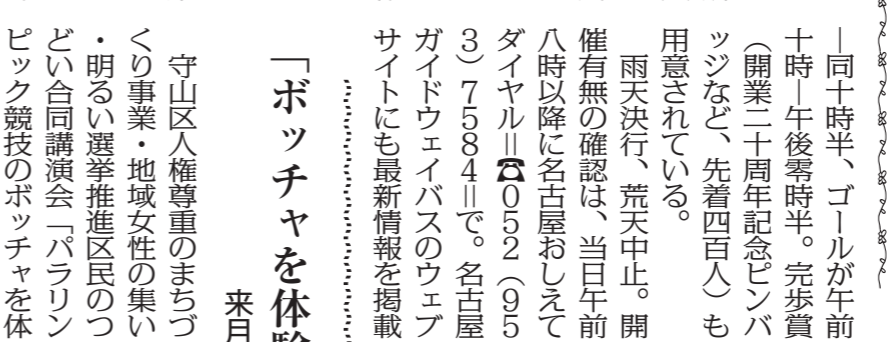 ―同十時半、ゴールが午前
十時―午後零時半。完歩賞
（開業二十周年記念ピンバ
ッジなど、先着四百人）も
用意されている。
雨天決行、荒天中止。開
催有無の確認は、当日午前
八時以降に名古屋おしえて
ダイヤル＝☎０５２（９５
３）７５８４＝で。名古屋
ガイドウェイバスのウェブ
サイトにも最新情報を掲載
「ボッチャを体験
来月
守山区人権尊重のまちづ
くり事業・地域女性の集い
・明るい選挙推進区民のつ
どい合同講演会「パラリン
ピック競技のボッチャを体